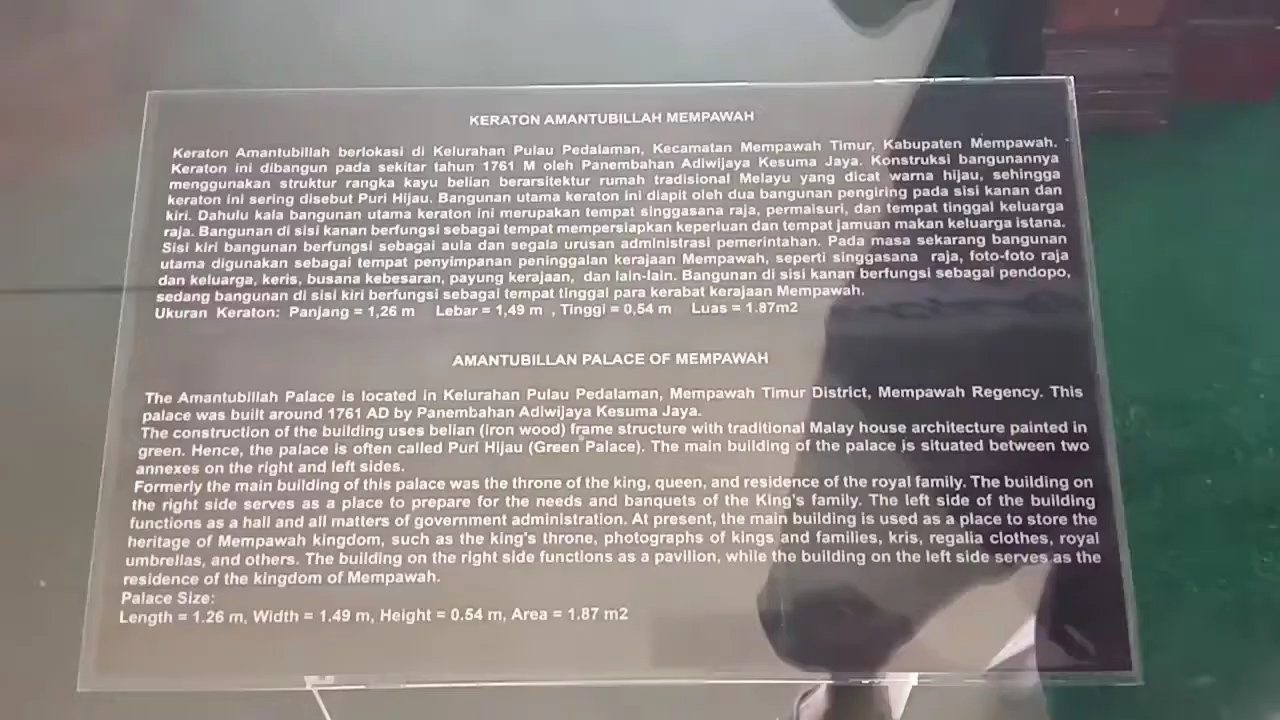 KERATON AMANTUBILLAH MEMPAWAH
Keraton Amantubillah berlokasi di Kelurahan Pulau Pedalaman, Kecamatan Mempawah Timur, Kabupaten Mempawah.
Keraton ini dibangun pada sekitar tahun 1761 M oleh Panembahan Adiwijaya Kesuma Jaya. Konstruksi bangunannya
menggunakan struktur rangka kayu belian berarsitektur rumah tradisional Melayu yang dicat warna hijau, sehingga
keraton ini sering disebut Puri Hijau. Bangunan utama keraton ini diapit oleh dua bangunan pengiring pada sisi kanan dan
kiri. Dahulu kala bangunan utama keraton ini merupakan tempat singgasana raja, permaisuri, dan tempat tinggal keluarga
raja. Bangunan di sisi kanan berfungsi sebagai tempat mempersiapkan keperluan dan tempat jamuan makan keluarga istana.
Sisi kiri bangunan berfungsi sebagai aula dan segala urusan administrasi pemerintahan. Pada masa sekarang bangunan
utama digunakan sebagai tempat penyimpanan peninggalan kerajaan Mempawah, seperti singgasana raja, foto-foto raja
dan keluarga, keris, busana kebesaran, payung kerajaan, dan lain-lain. Bangunan di sisi kanan berfungsi sebagai pendopo,
sedang bangunan di sisi kiri berfungsi sebagai tempat tinggal para kerabat kerajaan Mempawah.
Ukuran Keraton: Panjang = 1,26 m Lebar = 1,49 m , Tinggi = 0,54 m Luas = 1.87m2
AMANTUBILLAN PALACE OF MEMPAWAH
The Amantubillah Palace is located in Kelurahan Pulau Pedalaman, Mempawah Timur District, Mempawah Regency. This
palace was built around 1761 AD by Panembahan Adiwijaya Kesuma Jaya.
The construction of the building uses belian (iron wood) frame structure with traditional Malay house architecture painted in
green. Hence, the palace is often called Puri Hijau (Green Palace). The main building of the palace is situated between two
annexes on the right and left sides.
Formerly the main building of this palace was the throne of the king, queen, and residence of the royal family. The building on
the right side serves as a place to prepare for the needs and banquets of the King's family. The left side of the building
functions as a hall and all matters of government administration. At present, the main building is used as a place to store the
heritage of Mempawah kingdom, such as the king's throne, photographs of kings and families, kris, regalia clothes, royal
umbrellas, and others. The building on the right side functions as a pavilion, while the building on the left side serves as the
residence of the kingdom of Mempawah.
Palace Size:
Length = 1.26 m, Width = 1.49 m, Height = 0.54 m, Area = 1.87 m2